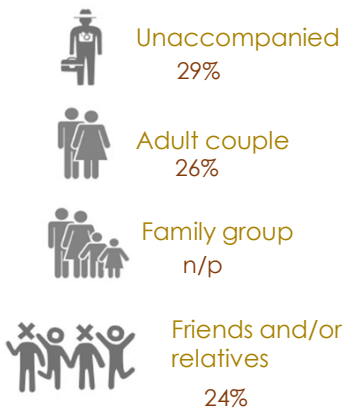 Unaccompanied
29%
Adult couple
26%
Family group
n/p
Friends and/or
relatives
24%